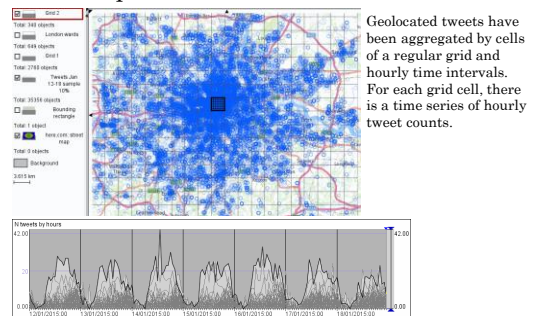 Grid 2
Total: 340 objects
London wards
Total: 649 objects
Grid 1
Total: 2760 objects
Tweets Jan
12-18 sample
10%
Total: 35350 objects
Bounding
rectangle
Total: 1 object
here.com: street
map
Total: 0 objects
Background
3.615 km
Geolocated tweets have
been aggregated by cells
of a regular grid and
hourly time intervals.
For each grid cell, there
is a time series of hourly
tweet counts.
N tweets by hours
42.00
42.00
20
0.00
0.00
12/01/2015:00 13/01/2015:00 14/01/2015:00 15/01/2015:00 16/01/2015:00 17/01/2015:00 18/01/2015:00